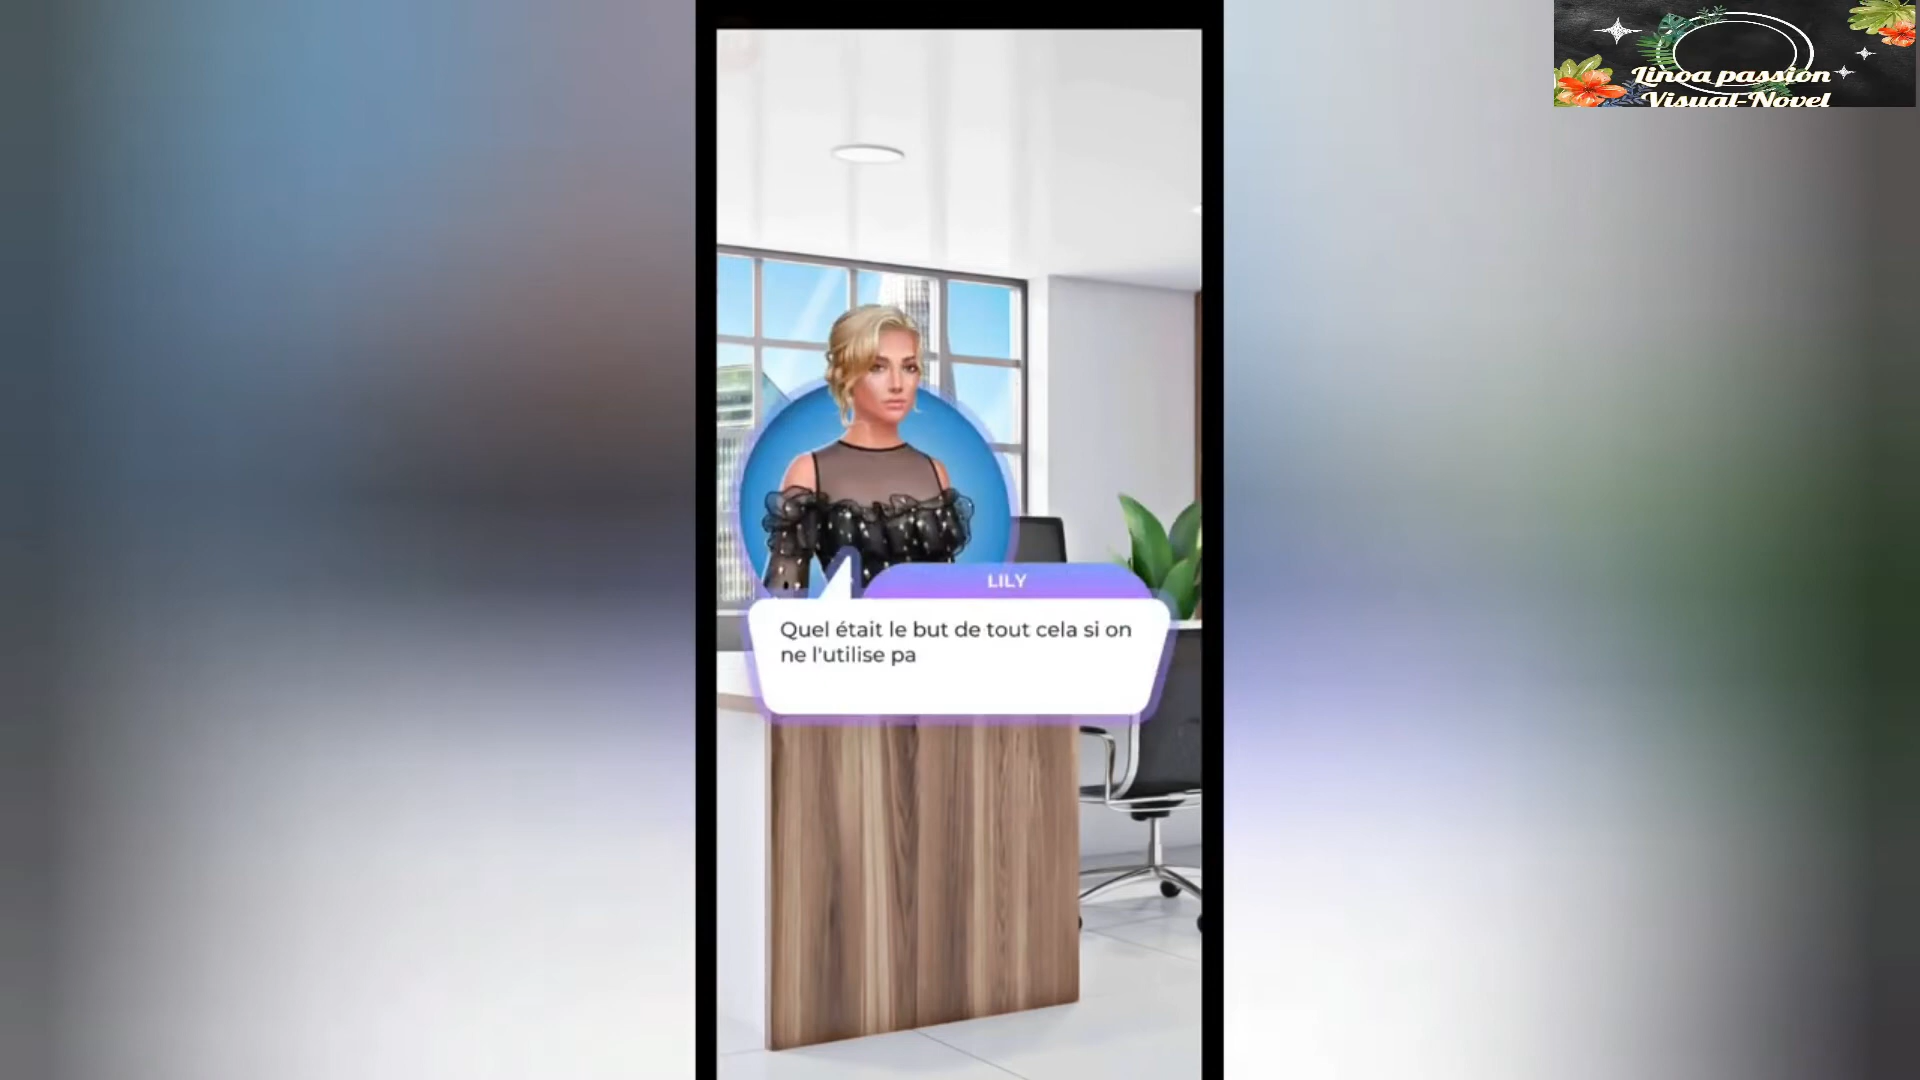 Linoa passion
Visual-Novel
LILY
Quel était le but de tout cela si on
ne l'utilise pa